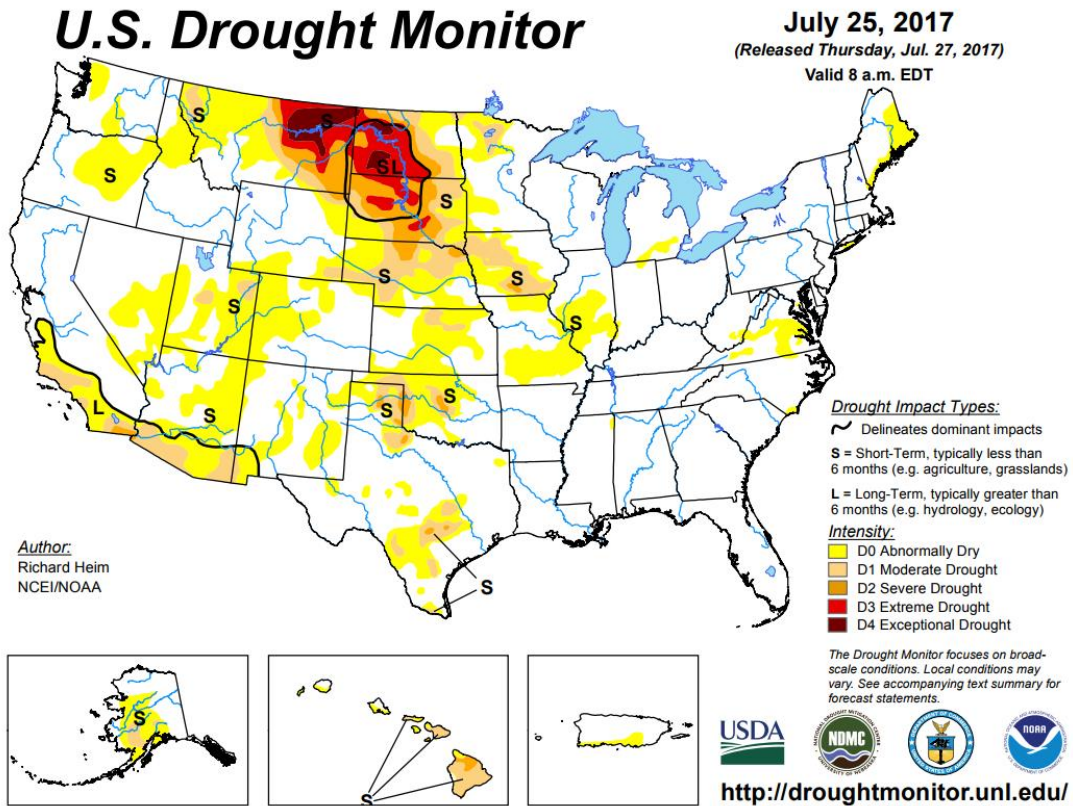 U.S. Drought Monitor
July 25, 2017
(Released Thursday, Jul. 27, 2017)
Valid 8 a.m. EDT
S
S
S
SL
S
S
S
S
S
L
S
S
S
S
Drought Impact Types:
Delineates dominant impacts
S = Short-Term, typically less than
6 months (e.g. agriculture, grasslands)
L = Long-Term, typically greater than
6 months (e.g. hydrology, ecology)
Intensity:
D0 Abnormally Dry
D1 Moderate Drought
D2 Severe Drought
D3 Extreme Drought
D4 Exceptional Drought
Author:
Richard Heim
NCEI/NOAA
The Drought Monitor focuses on broad-
scale conditions. Local conditions may
vary. See accompanying text summary for
forecast statements.
S
S
USDA
NDMC
NOAA
http://droughtmonitor.unl.edu/